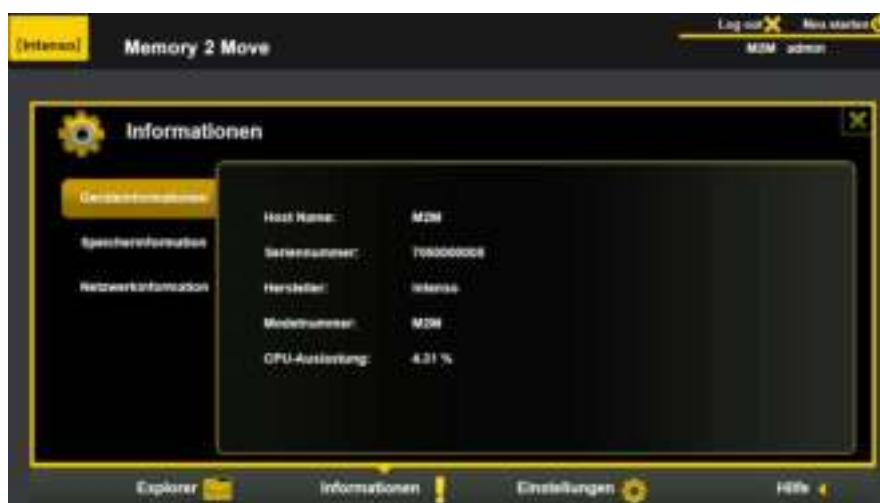 [intenso]
Memory 2 Move
Log out
Neu starten
M2M admin
Informationen
Geräteinformationen
Speicherinformation
Netzwerkinformation
Host Name: M2M
Seriennummer:
Hersteller: Intenso
Modelnummer: M2M
CPU-Auslastung: 4.31 %
Explorer
Informationen
Einstellungen
Hilfe